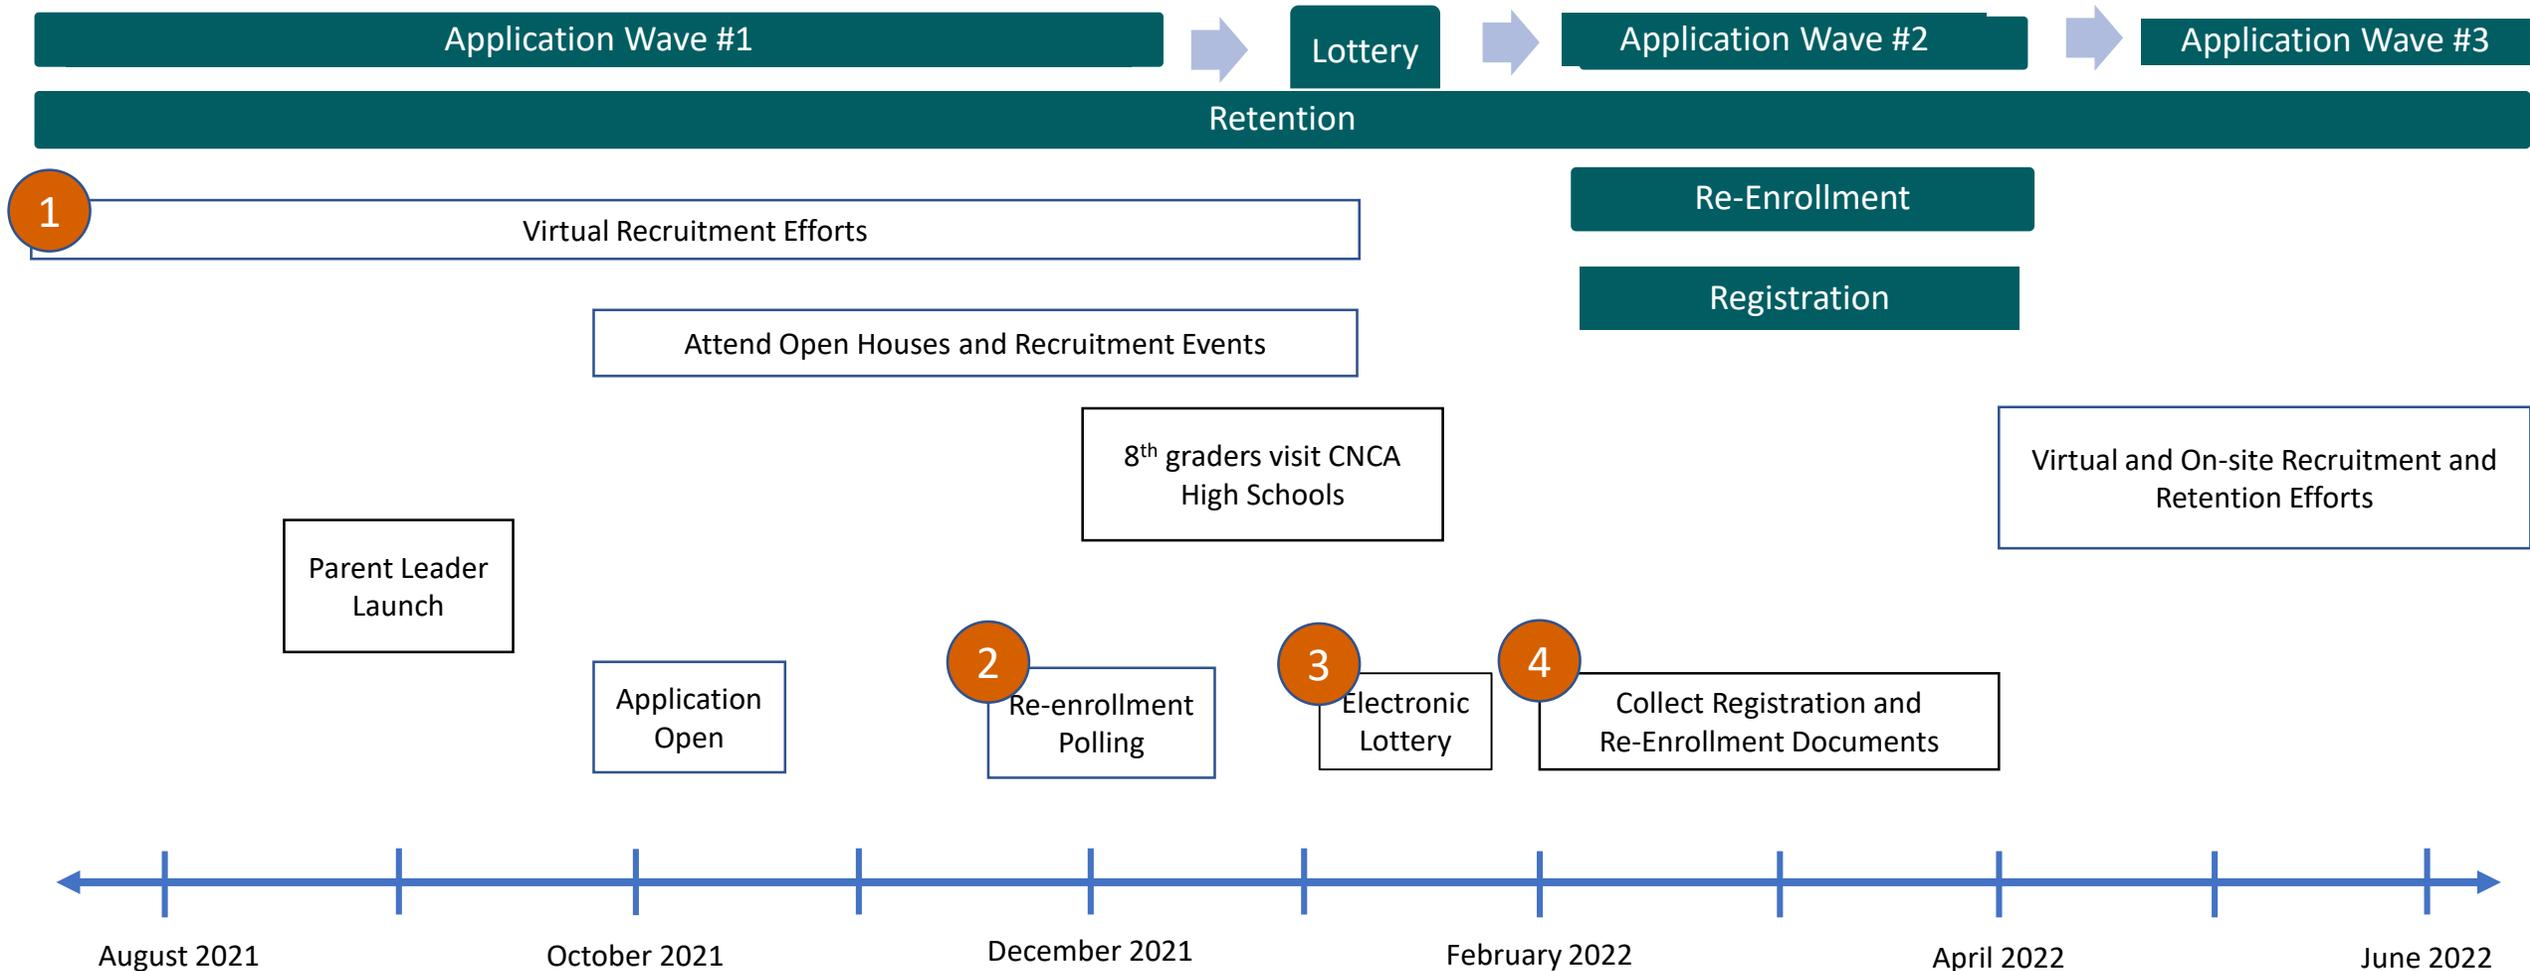 Application Wave #1
Lottery
Application Wave #2
Application Wave #3
Retention
1
Virtual Recruitment Efforts
Re-Enrollment
Registration
Attend Open Houses and Recruitment Events
8th graders visit CNCA
High Schools
Virtual and On-site Recruitment and
Retention Efforts
Parent Leader
Launch
Application
Open
2
Re-enrollment
Polling
3
Electronic
Lottery
4
Collect Registration and
Re-Enrollment Documents
August 2021
October 2021
December 2021
February 2022
April 2022
June 2022